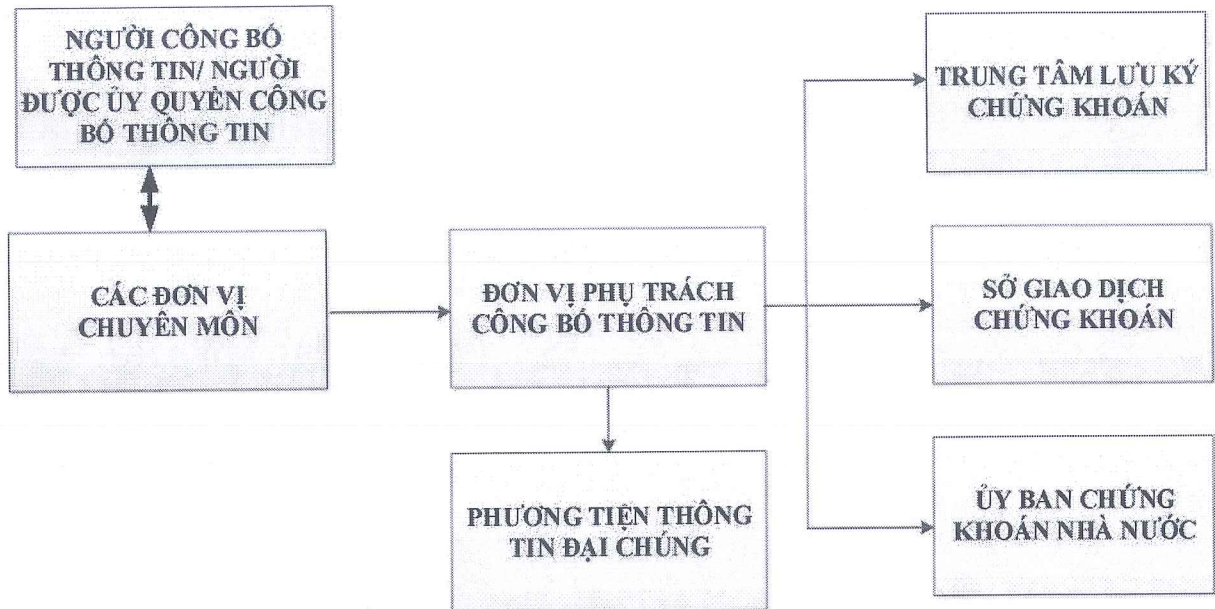 NGƯỜI CÔNG BỐ
THÔNG TIN/ NGƯỜI
ĐƯỢC ỦY QUYỀN CÔNG
BỐ THÔNG TIN
CÁC ĐƠN VỊ
CHUYÊN MÔN
ĐƠN VỊ PHỤ TRÁCH
CÔNG BỐ THÔNG TIN
PHƯƠNG TIỆN THÔNG
TIN ĐẠI CHÚNG
TRUNG TÂM LƯU KÝ
CHỨNG KHOÁN
SỞ GIAO DỊCH
CHỨNG KHOÁN
ỦY BAN CHỨNG
KHOÁN NHÀ NƯỚC